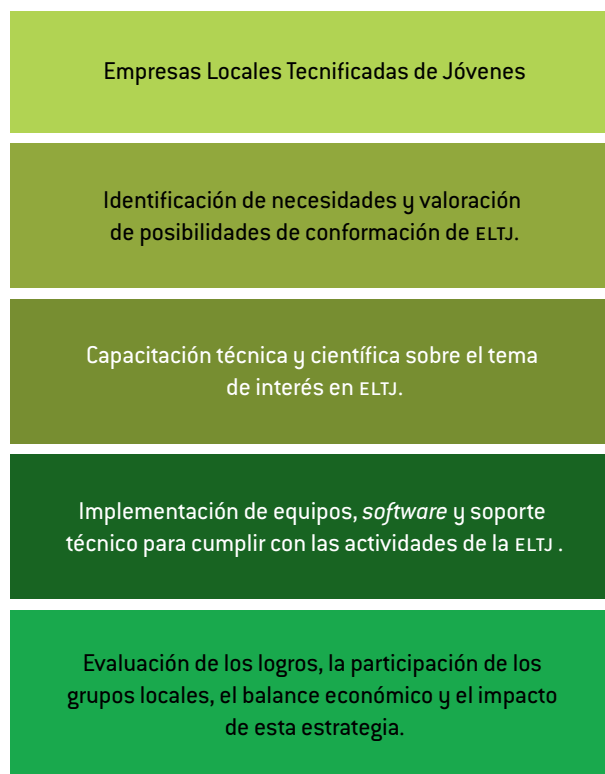 Empresas Locales Tecnificadas de Jóvenes
Identificación de necesidades y valoración
de posibilidades de conformación de ELTJ.
Capacitación técnica y científica sobre el tema
de interés en ELTJ.
Implementación de equipos, software y soporte
técnico para cumplir con las actividades de la ELTJ .
Evaluación de los logros, la participación de los
grupos locales, el balance económico y el impacto
de esta estrategia.